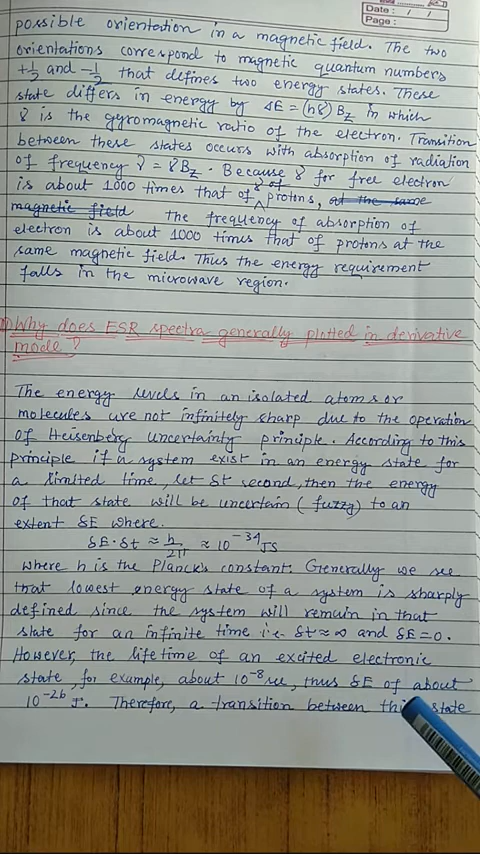 Date : / /
Page :
possible orientation in a magnetic field. The two
orientations correspond to magnetic quantum numbers
+1/2 and -1/2 that defines two energy states. These
state differs in energy by ΔE = (hγ) Bz in which
γ is the gyromagnetic ratio of the electron. Transition
between these states occurs with absorption of radiation
of frequency ν = γBz. Because γ for free electron
is about 1000 times that of γ of protons, at the same
magnetic field the frequency of absorption of
electron is about 1000 times that of protons at the
same magnetic field. Thus the energy requirement
falls in the microwave region.
Why does ESR spectra generally plotted in derivative
mode?
The energy levels in an isolated atoms or
molecules are not infinitely sharp due to the operation
of Heisenberg uncertainty principle. According to this
principle if a system exist in an energy state for
a limited time, let δt second, then the energy
of that state will be uncertain (fuzzy) to an
extent δE where.
δE·δt ≈ h/2π ≈ 10^-34 JS
where h is the Planck's constant. Generally we see
that lowest energy state of a system is sharply
defined since the system will remain in that
state for an infinite time i.e. δt ≈ ∞ and δE = 0.
However, the lifetime of an excited electronic
state, for example, about 10^-8 sec, thus δE of about
10^-26 J. Therefore, a transition between this state